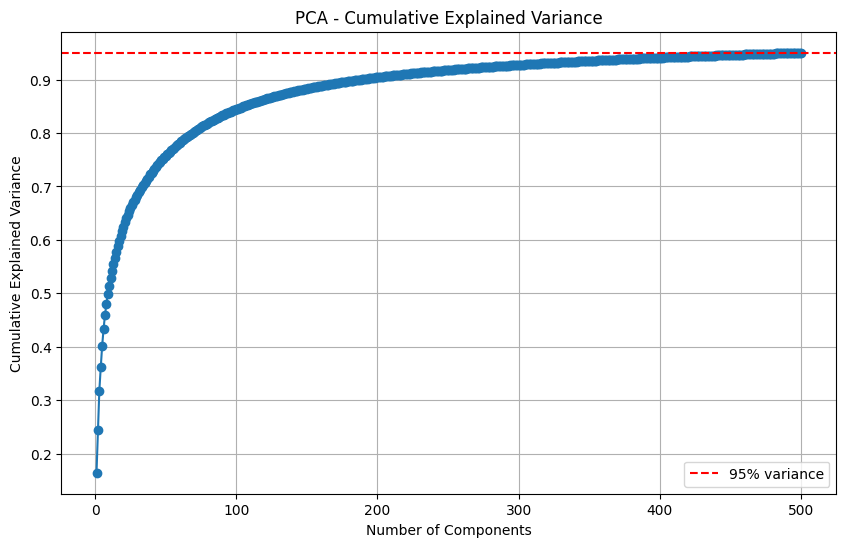 PCA - Cumulative Explained Variance
Cumulative Explained Variance
0.9
0.8
0.7
0.6
0.5
0.4
0.3
0.2
95% variance
0 100 200 300 400 500
Number of Components